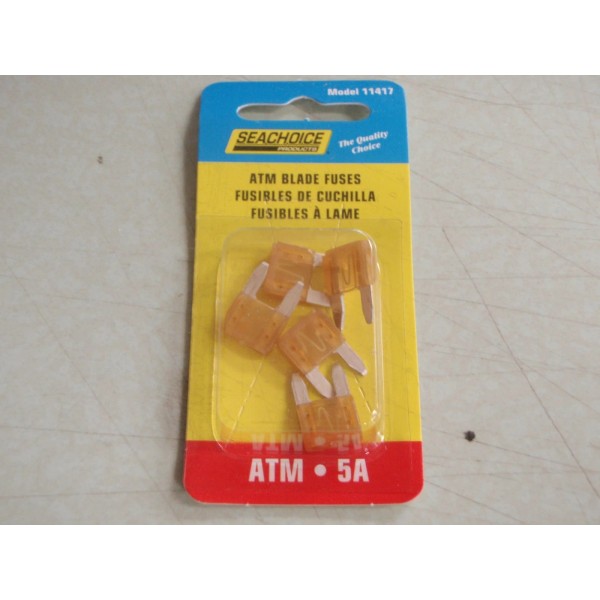 Model 11417
SEACHOICE
PRODUCTS
The Quality
Choice
ATM BLADE FUSES
FUSIBLES DE CUCHILLA
FUSIBLES À LAME
ATM • 5A